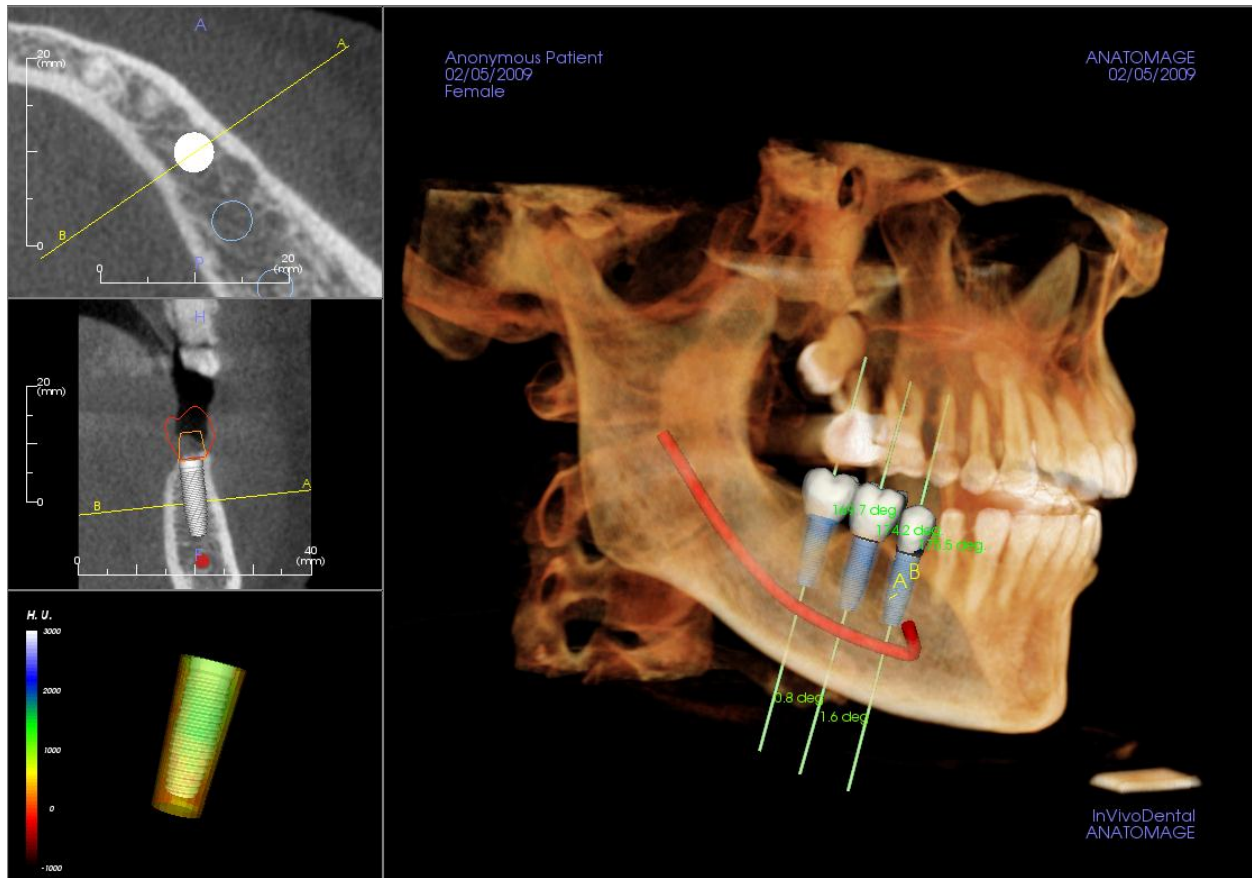 A
A
B
P
20
(mm)
0
0
20
(mm)
H
A
B
F
20
(mm)
0
0
40
(mm)
H. U.
3000
2000
1000
0
-1000
Anonymous Patient
02/05/2009
Female
ANATOMAGE
02/05/2009
174.2 deg.
A
B
0.8 deg
1.6 deg
InVivoDental
ANATOMAGE